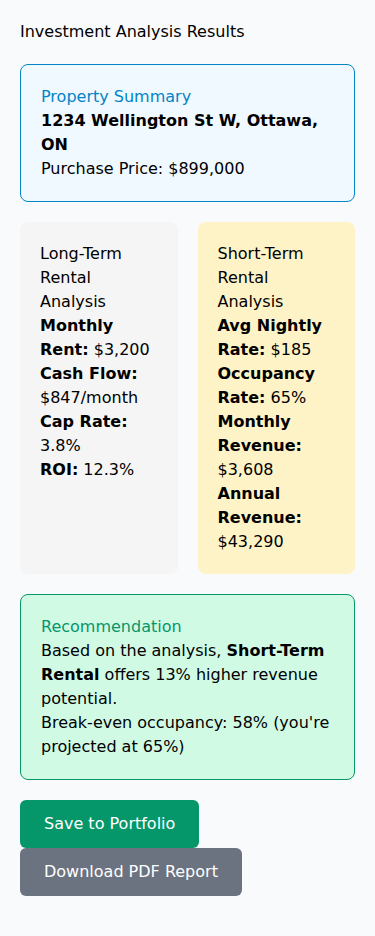 Investment Analysis Results
Property Summary
1234 Wellington St W, Ottawa,
ON
Purchase Price: $899,000
Long-Term
Rental
Analysis
Monthly
Rent: $3,200
Cash Flow:
$847/month
Cap Rate:
3.8%
ROI: 12.3%
Short-Term
Rental
Analysis
Avg Nightly
Rate: $185
Occupancy
Rate: 65%
Monthly
Revenue:
$3,608
Annual
Revenue:
$43,290
Recommendation
Based on the analysis, Short-Term
Rental offers 13% higher revenue
potential.
Break-even occupancy: 58% (you're
projected at 65%)
Save to Portfolio
Download PDF Report